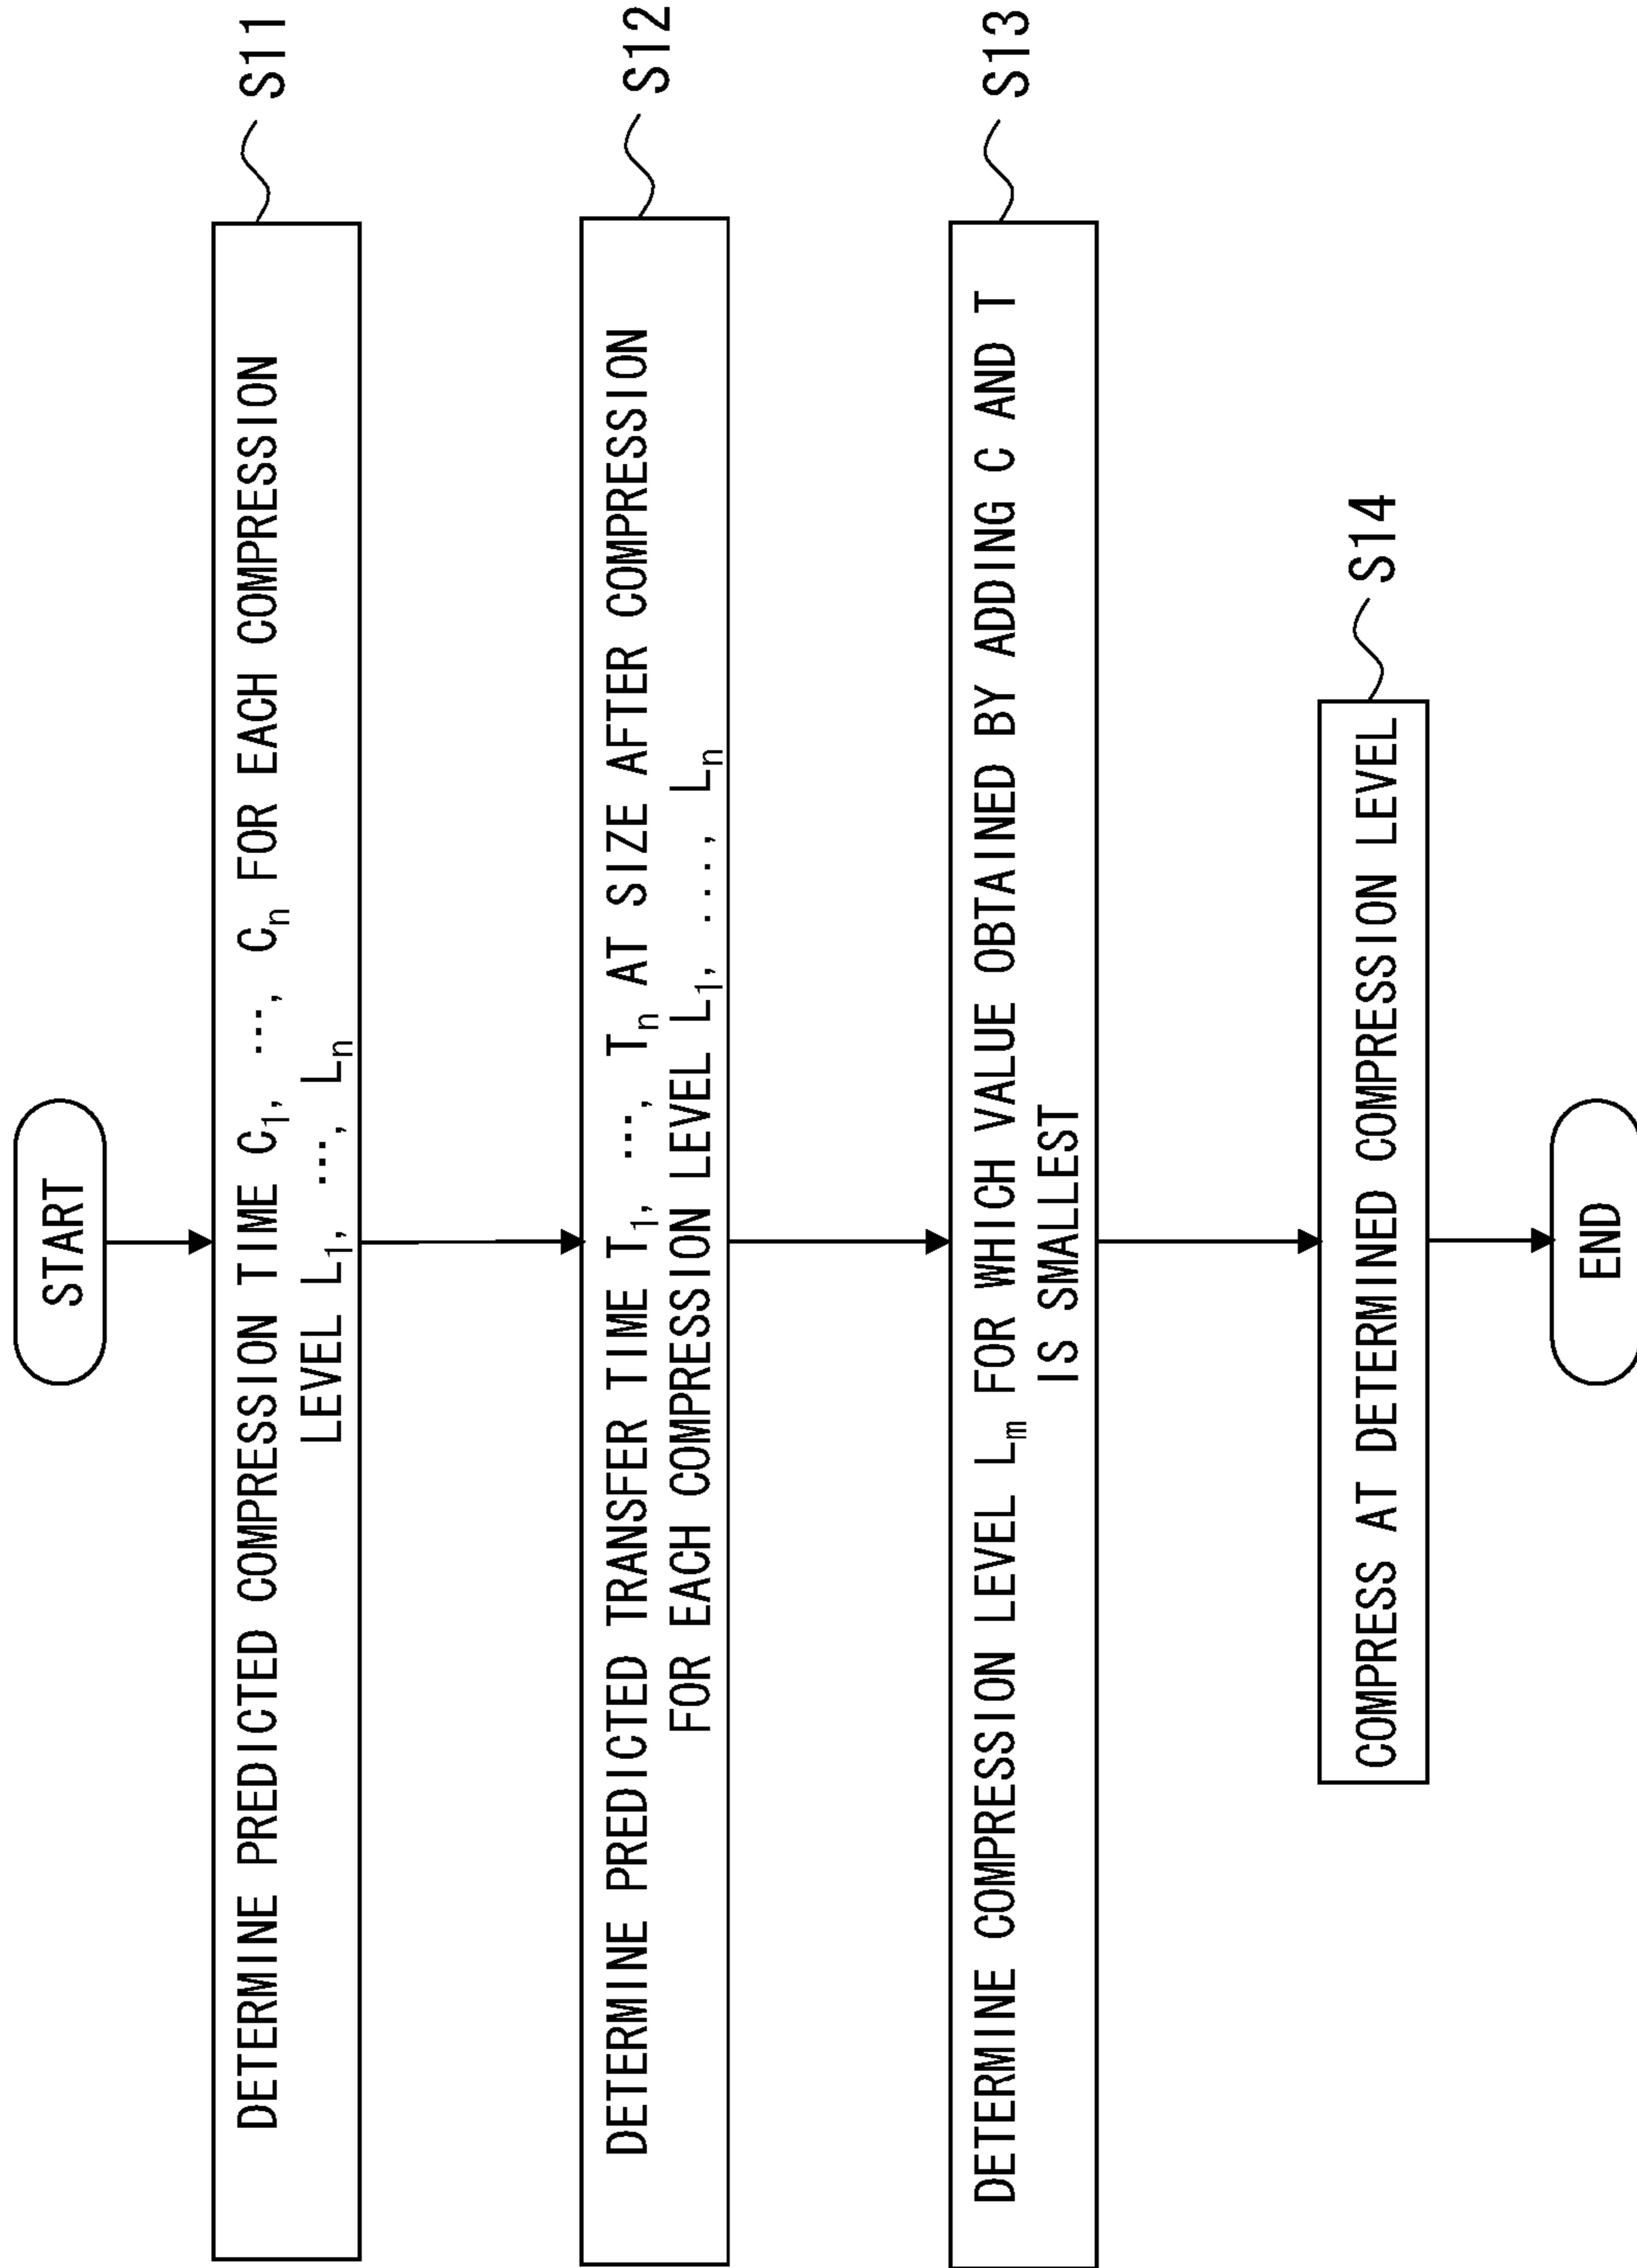 START
DETERMINE PREDICTED COMPRESSION TIME C₁, ···, Cₙ FOR EACH COMPRESSION
LEVEL L₁, ···, Lₙ
S11
DETERMINE PREDICTED TRANSFER TIME T₁, ···, Tₙ AT SIZE AFTER COMPRESSION
FOR EACH COMPRESSION LEVEL L₁, ···, Lₙ
S12
DETERMINE COMPRESSION LEVEL Lₘ FOR WHICH VALUE OBTAINED BY ADDING C AND T
IS SMALLEST
S13
COMPRESS AT DETERMINED COMPRESSION LEVEL
S14
END